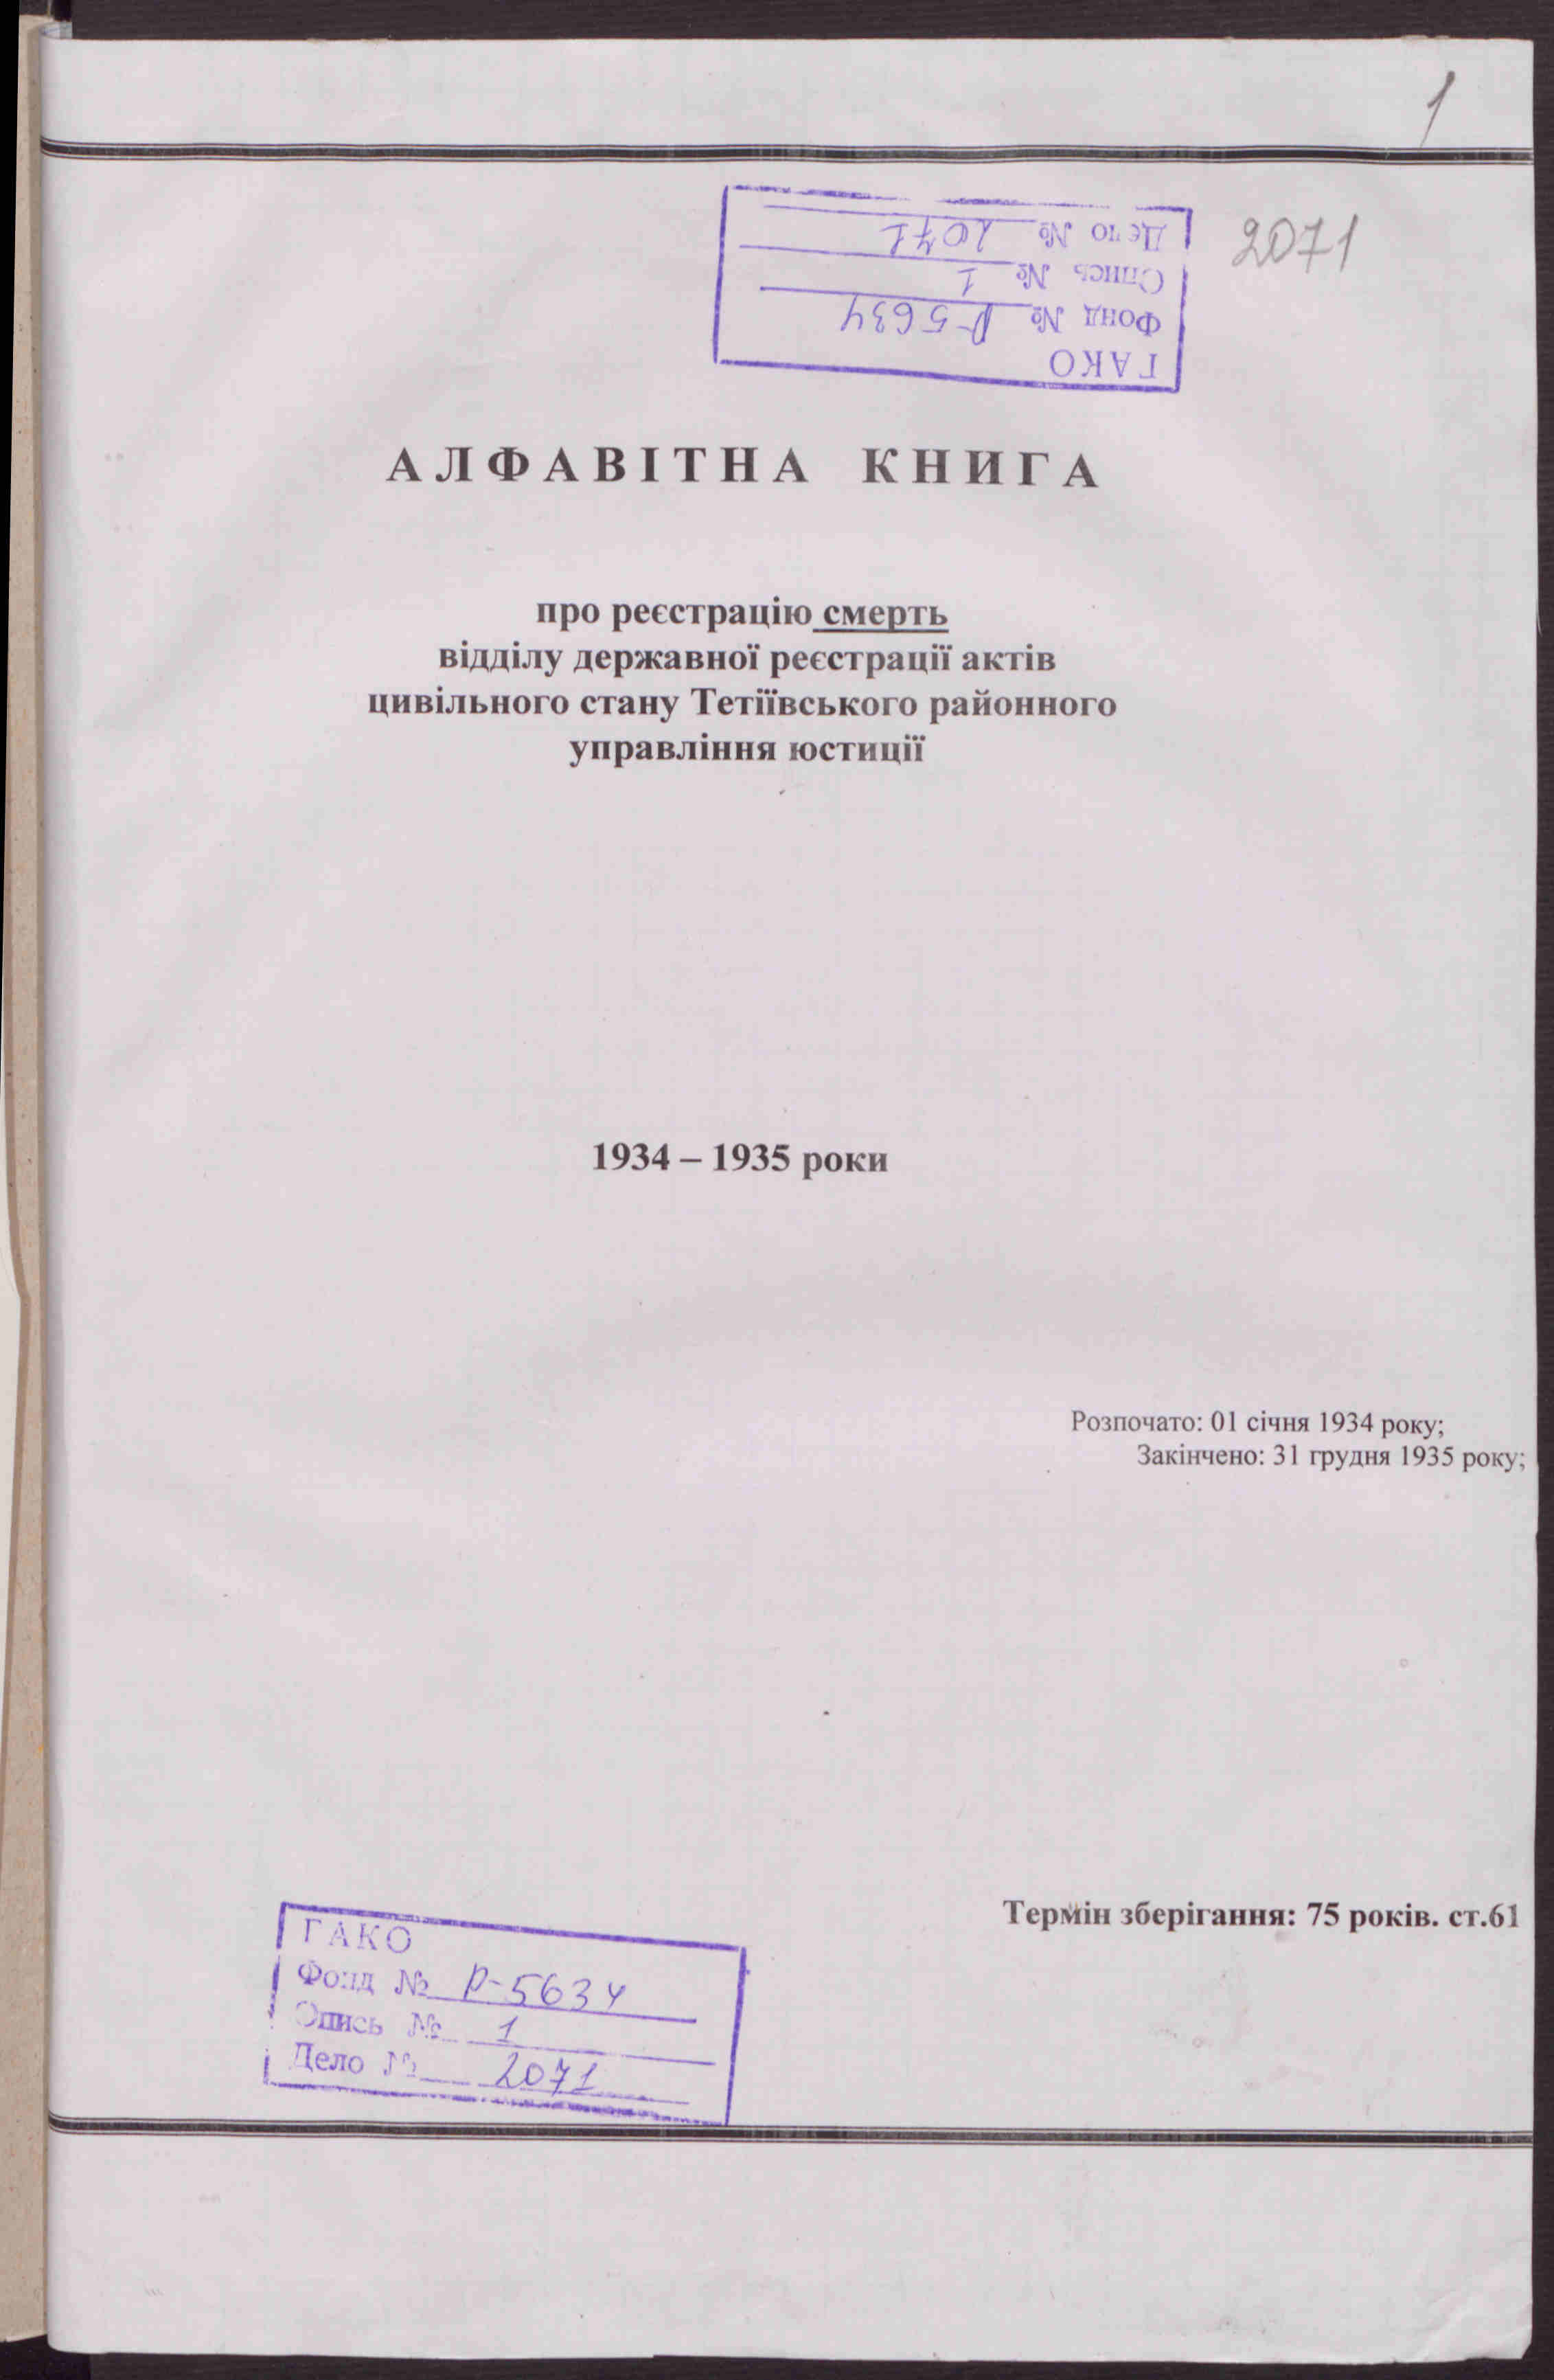 1
2071
Дело № 2071
Опись № 1
Фонд № Р-5634
ГАКО
АЛФАВІТНА КНИГА
про реєстрацію смерть
відділу державної реєстрації актів
цивільного стану Тетіївського районного
управління юстиції
1934 – 1935 роки
Розпочато: 01 січня 1934 року;
Закінчено: 31 грудня 1935 року;
Термін зберігання: 75 років. ст.61
ГАКО
Фонд № Р-5634
Опись № 1
Дело № 2071